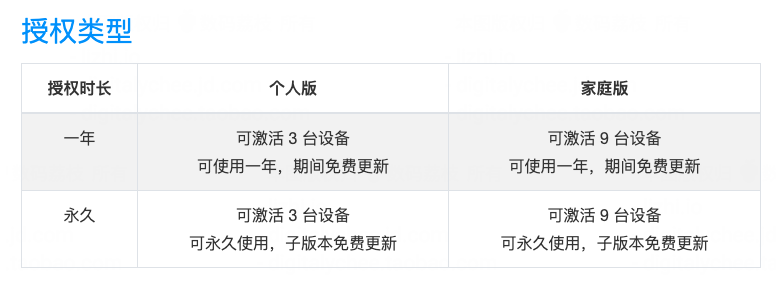 授权类型
授权时长 个人版 家庭版
一年 可激活 3 台设备 可激活 9 台设备
可使用一年，期间免费更新 可使用一年，期间免费更新
永久 可激活 3 台设备 可激活 9 台设备
可永久使用，子版本免费更新 可永久使用，子版本免费更新